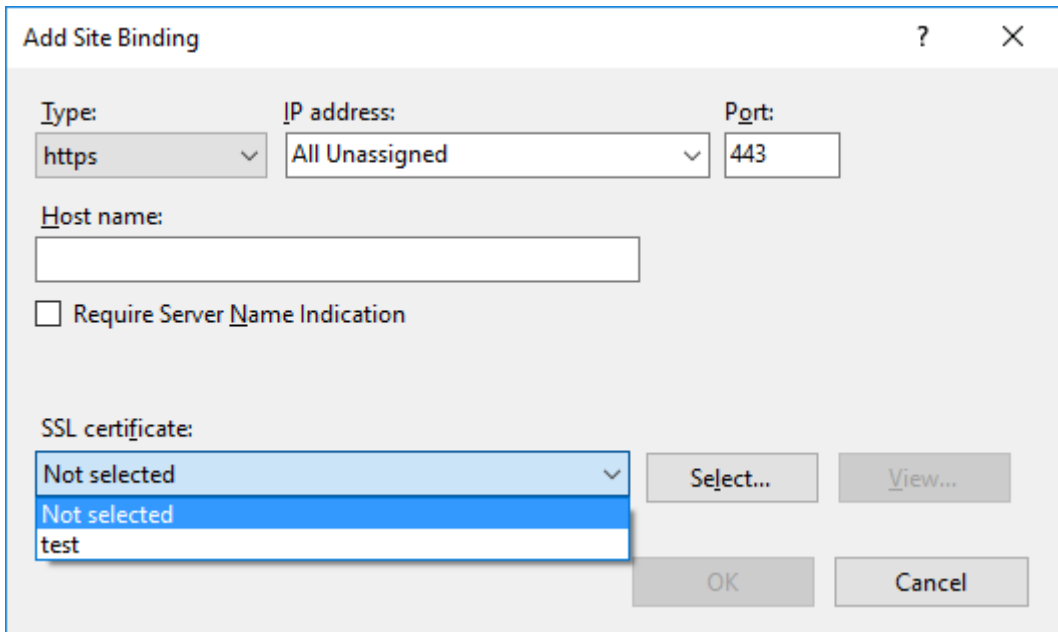 Add Site Binding ?
Type: IP address: Port:
https All Unassigned 443
Host name:
Require Server Name Indication
SSL certificate:
Not selected Select... View...
Not selected
test
OK Cancel